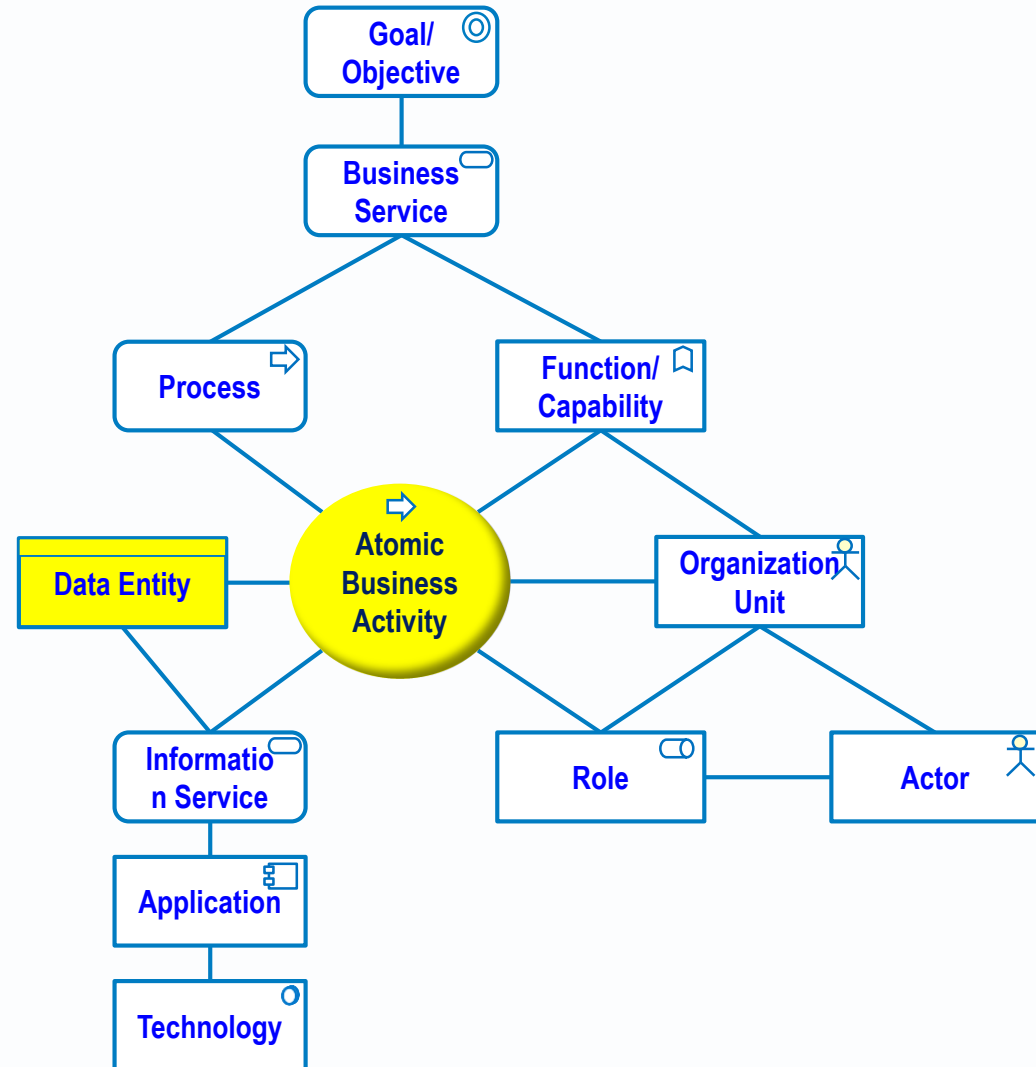 Goal/
Objective
Business
Service
Process
Function/
Capability
Atomic
Business
Activity
Data Entity
Organization
Unit
Informatio
n Service
Role
Actor
Application
Technology